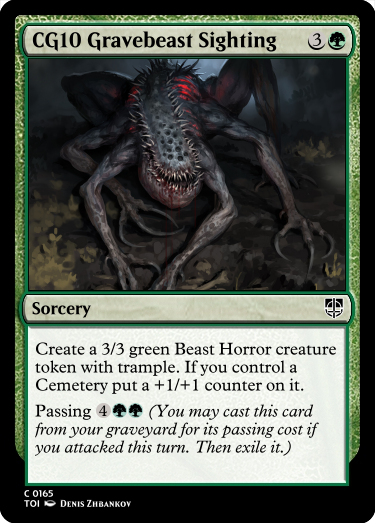 CG10 Gravebeast Sighting 3
Sorcery
Create a 3/3 green Beast Horror creature
token with trample. If you control a
Cemetery put a +1/+1 counter on it.
Passing 4 (You may cast this card
from your graveyard for its passing cost if
you attacked this turn. Then exile it.)
C 0165
TOI Denis Zhbankov